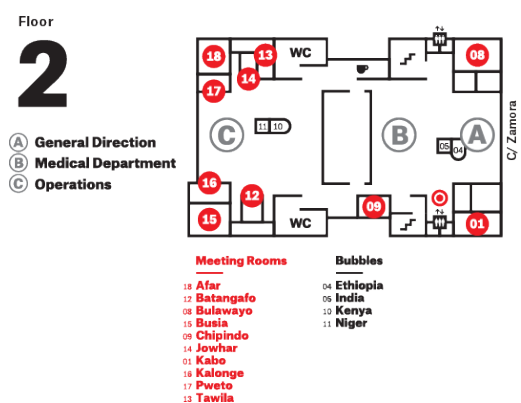 Floor
2
A General Direction
B Medical Department
C Operations
18
13
WC
08
14
17
C
11 10
B
05
04
A
C/ Zamora
16
12
15
WC
09
01
Meeting Rooms
18 Afar
12 Batangafo
08 Bulawayo
15 Busia
09 Chipindo
14 Jowhar
01 Kabo
16 Kalonge
17 Pweto
13 Tawila
Bubbles
04 Ethiopia
05 India
10 Kenya
11 Niger